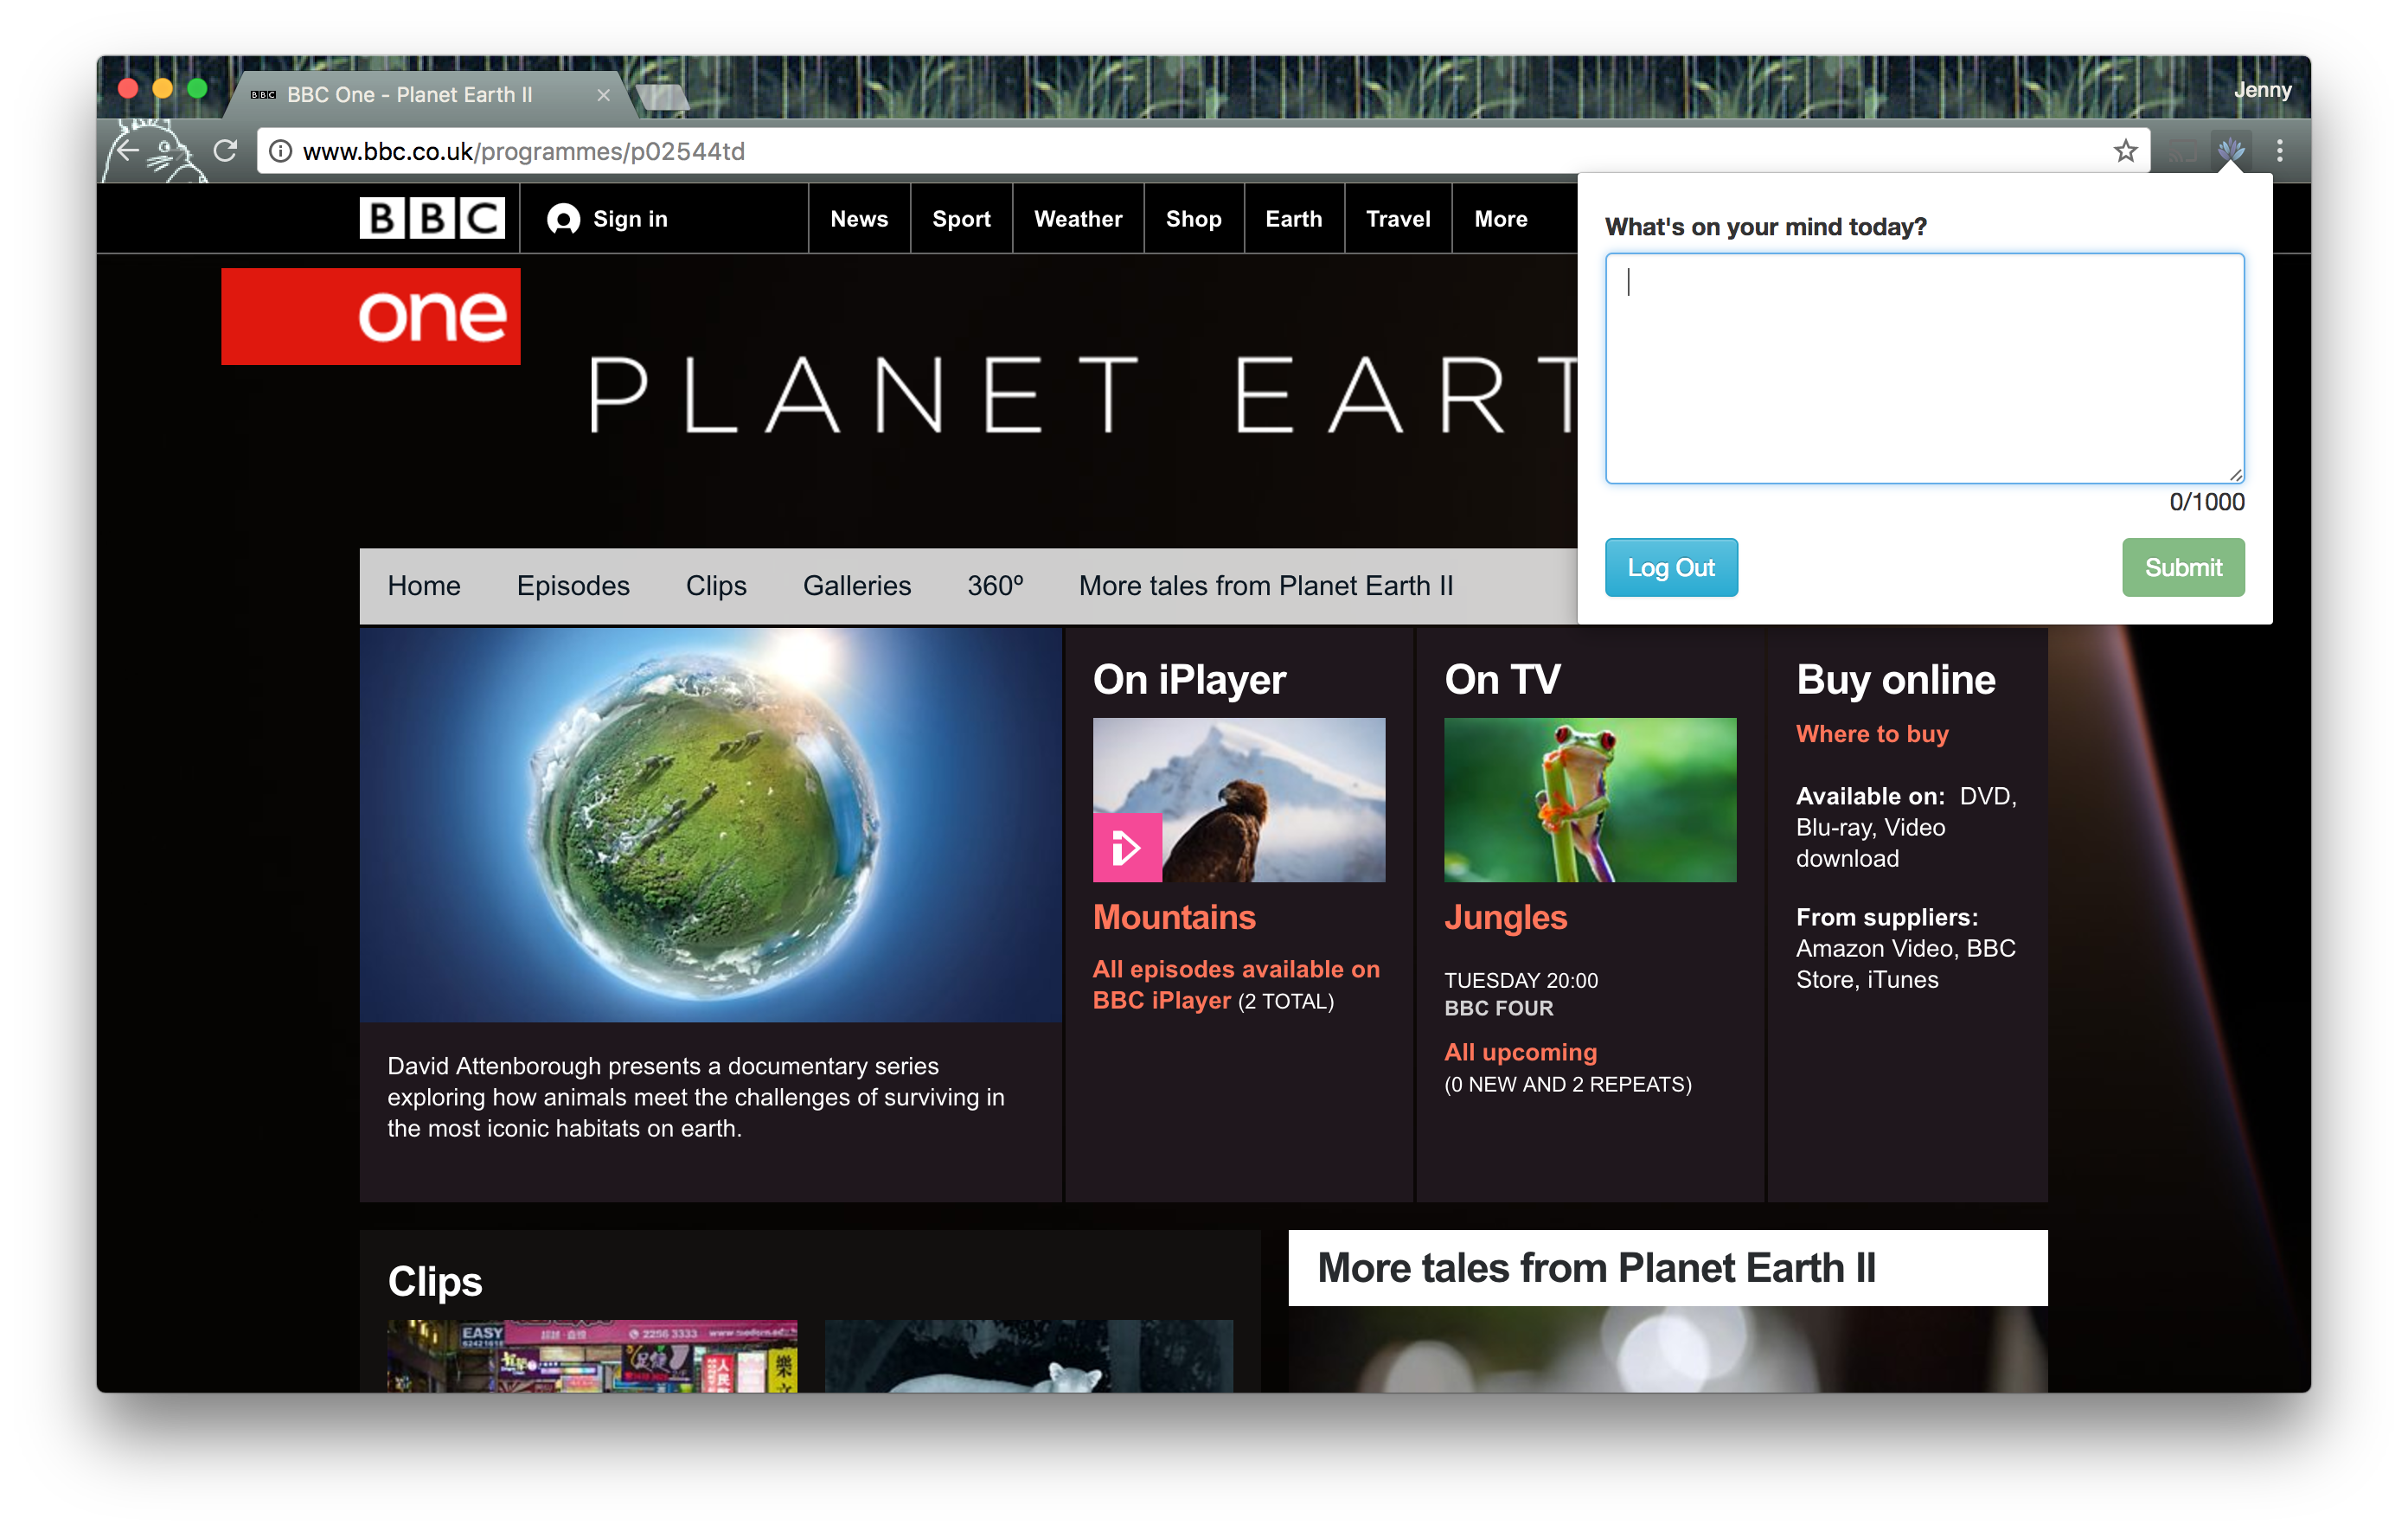 BBC BBC One - Planet Earth II
Jenny
www.bbc.co.uk/programmes/p02544td
BBC
Sign in
News
Sport
Weather
Shop
Earth
Travel
More
What's on your mind today?
0/1000
Log Out
Submit
one
PLANET EART
Home
Episodes
Clips
Galleries
360º
More tales from Planet Earth II
David Attenborough presents a documentary series
exploring how animals meet the challenges of surviving in
the most iconic habitats on earth.
On iPlayer
Mountains
All episodes available on
BBC iPlayer (2 TOTAL)
On TV
Jungles
TUESDAY 20:00
BBC FOUR
All upcoming
(0 NEW AND 2 REPEATS)
Buy online
Where to buy
Available on: DVD,
Blu-ray, Video
download
From suppliers:
Amazon Video, BBC
Store, iTunes
Clips
EASY
2256 3333
More tales from Planet Earth II